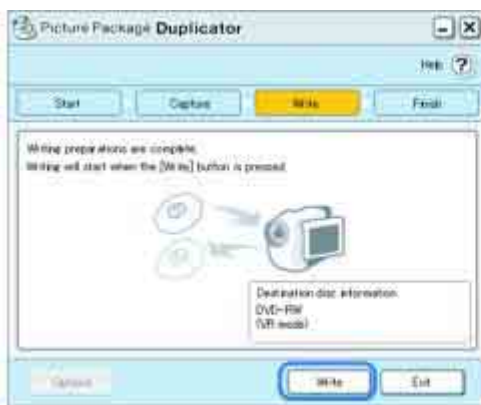 Picture Package Duplicator
Help ?
Start Capture Write Finish
Writing preparations are complete.
Writing will start when the [Write] button is pressed.
Destination disc information
DVD-RW
(VR mode)
Options Write Exit